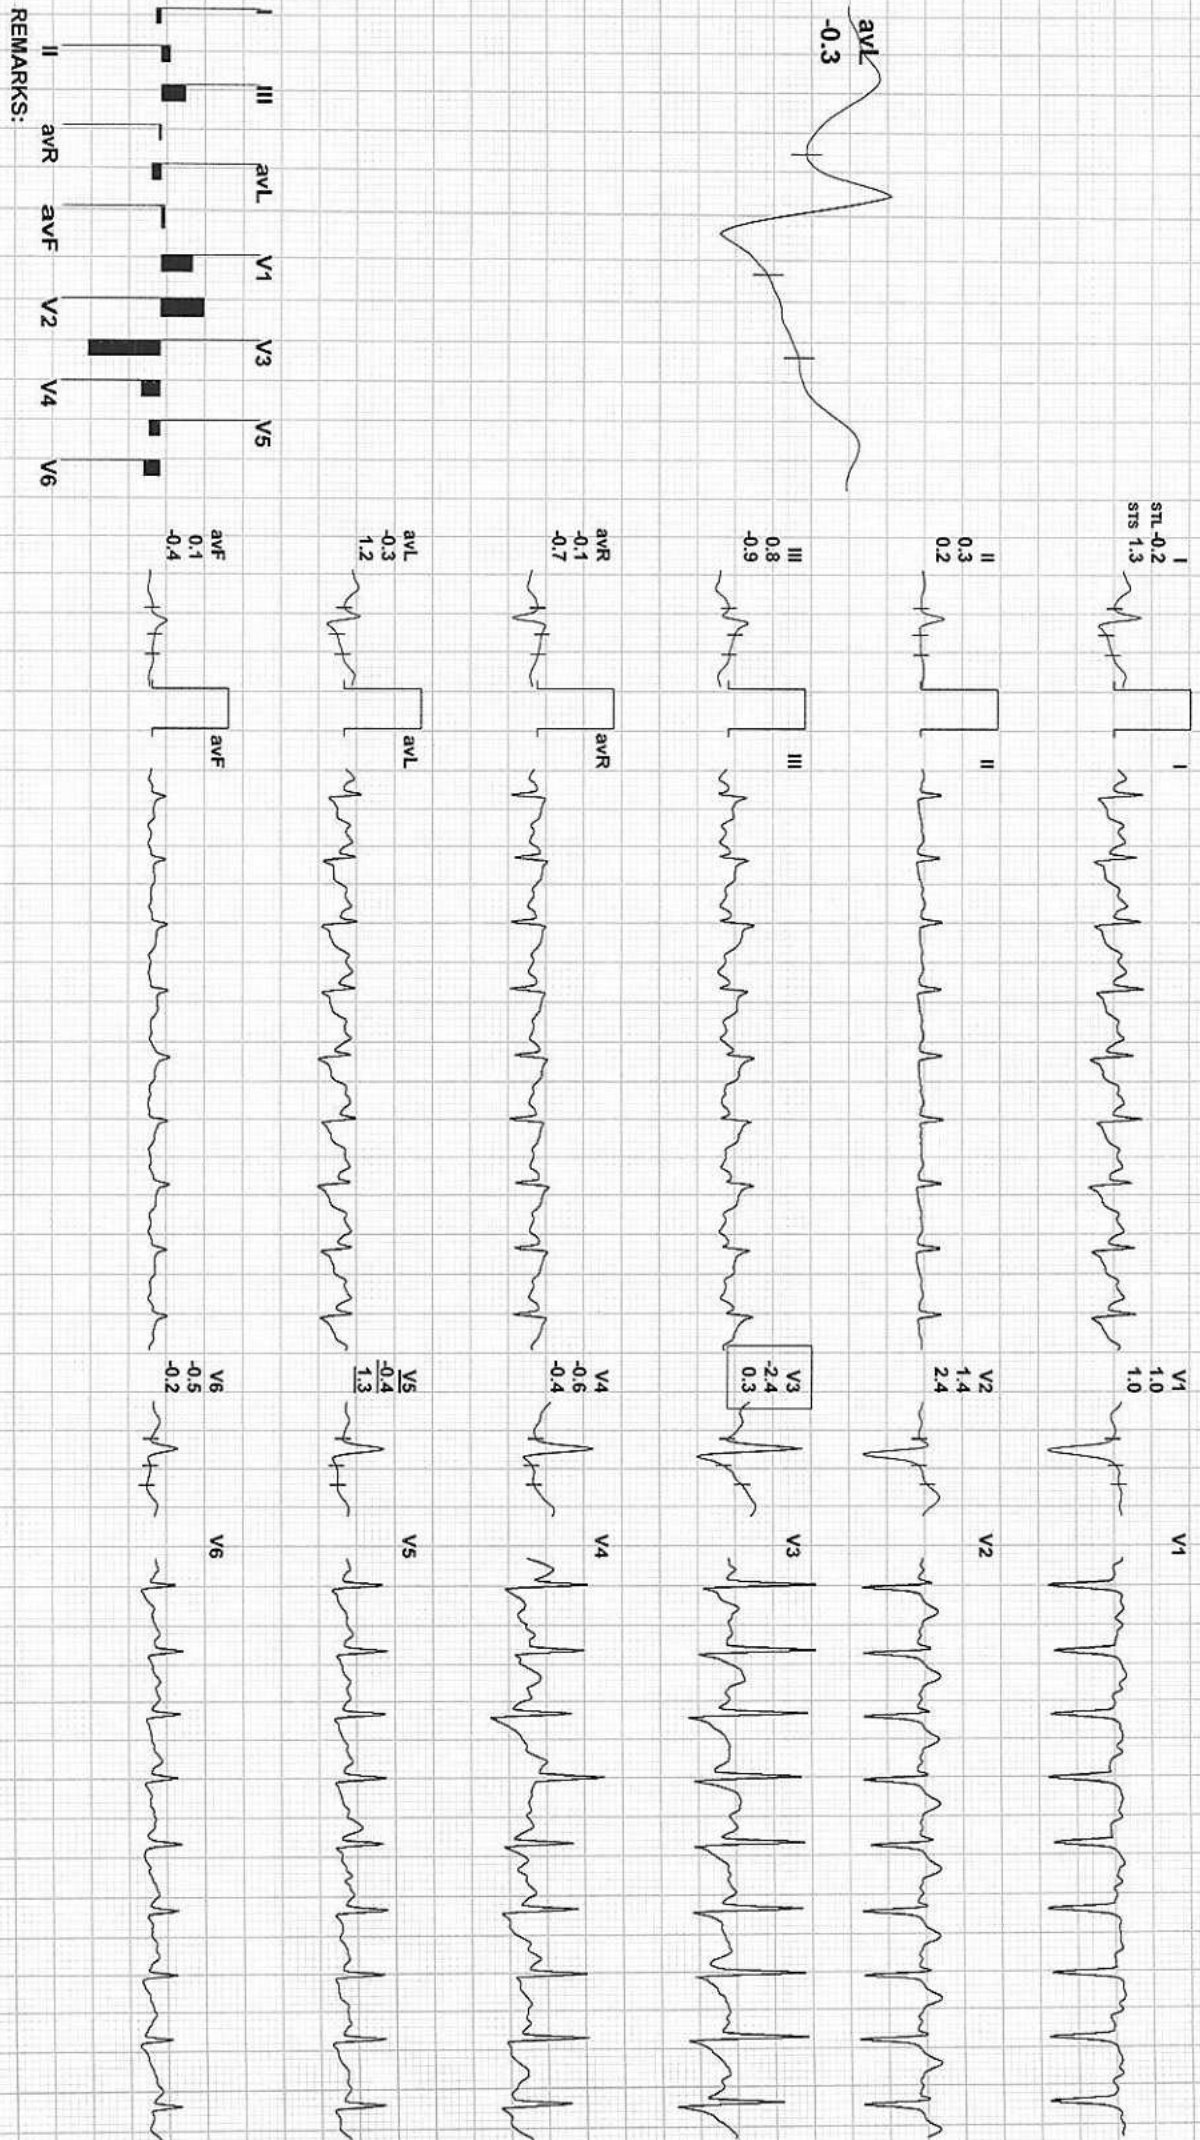 avL
-0.3
I
STL -0.2
STS 1.3
I
II
0.3
0.2
II
III
0.8
-0.9
III
avR
-0.1
-0.7
avR
avL
-0.3
1.2
avL
avF
0.1
-0.4
avF
V1
1.0
1.0
V1
V2
1.4
2.4
V2
V3
-2.4
0.3
V3
V4
-0.6
-0.4
V4
V5
-0.4
1.3
V5
V6
-0.5
-0.2
V6
I III avL V1 V3 V5
II avR avF V2 V4 V6
REMARKS: